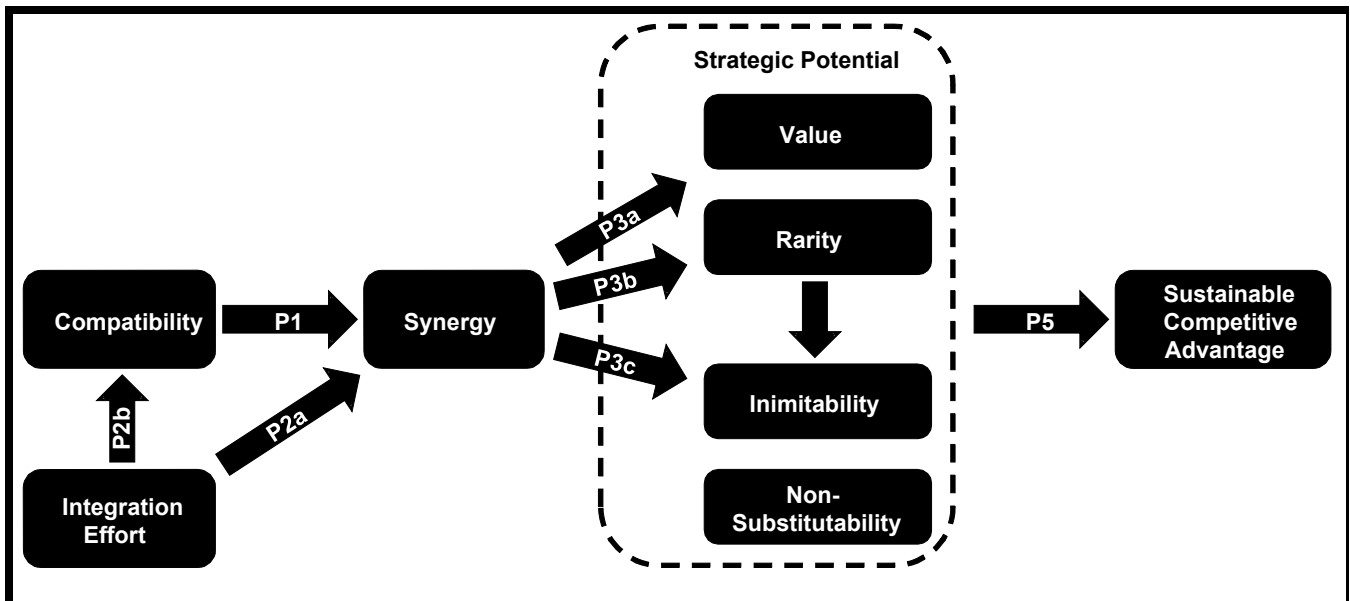 Strategic Potential
Value
P3a
Rarity
P3b
Compatibility
P1
Synergy
P5
Sustainable
Competitive
Advantage
P3c
Inimitability
P2b
P2a
Integration
Effort
Non-
Substitutability